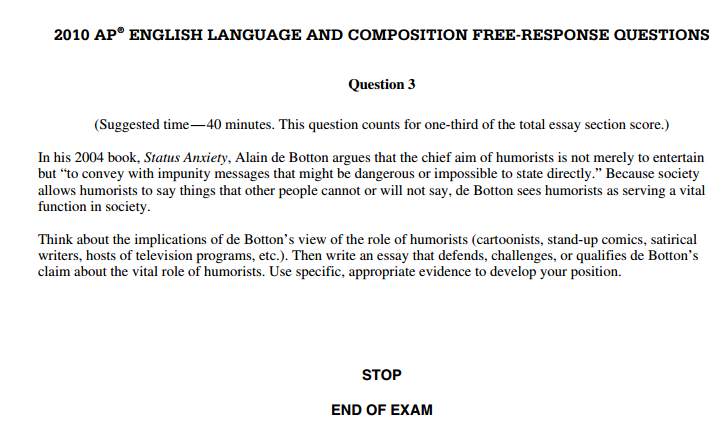 2010 AP® ENGLISH LANGUAGE AND COMPOSITION FREE-RESPONSE QUESTIONS
Question 3
(Suggested time—40 minutes. This question counts for one-third of the total essay section score.)
In his 2004 book, Status Anxiety, Alain de Botton argues that the chief aim of humorists is not merely to entertain
but “to convey with impunity messages that might be dangerous or impossible to state directly.” Because society
allows humorists to say things that other people cannot or will not say, de Botton sees humorists as serving a vital
function in society.
Think about the implications of de Botton’s view of the role of humorists (cartoonists, stand-up comics, satirical
writers, hosts of television programs, etc.). Then write an essay that defends, challenges, or qualifies de Botton’s
claim about the vital role of humorists. Use specific, appropriate evidence to develop your position.
STOP
END OF EXAM